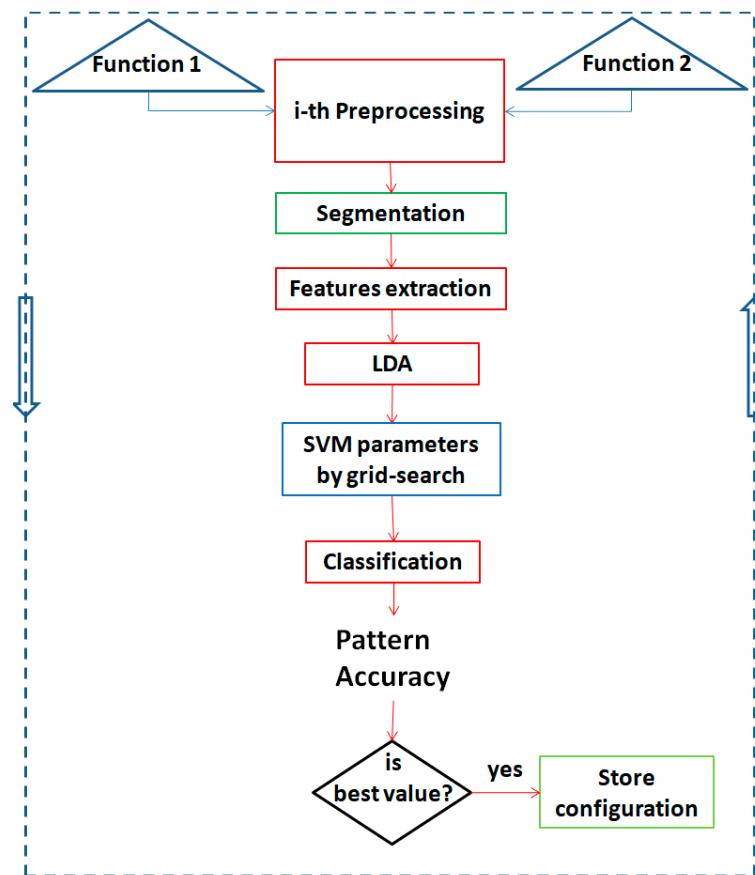 Function 1
Function 2
i-th Preprocessing
Segmentation
Features extraction
LDA
SVM parameters
by grid-search
Classification
Pattern
Accuracy
is
best value?
yes
Store
configuration